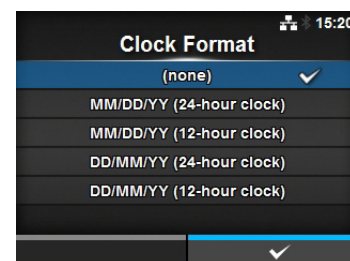 15:20
Clock Format
(none)
MM/DD/YY (24-hour clock)
MM/DD/YY (12-hour clock)
DD/MM/YY (24-hour clock)
DD/MM/YY (12-hour clock)